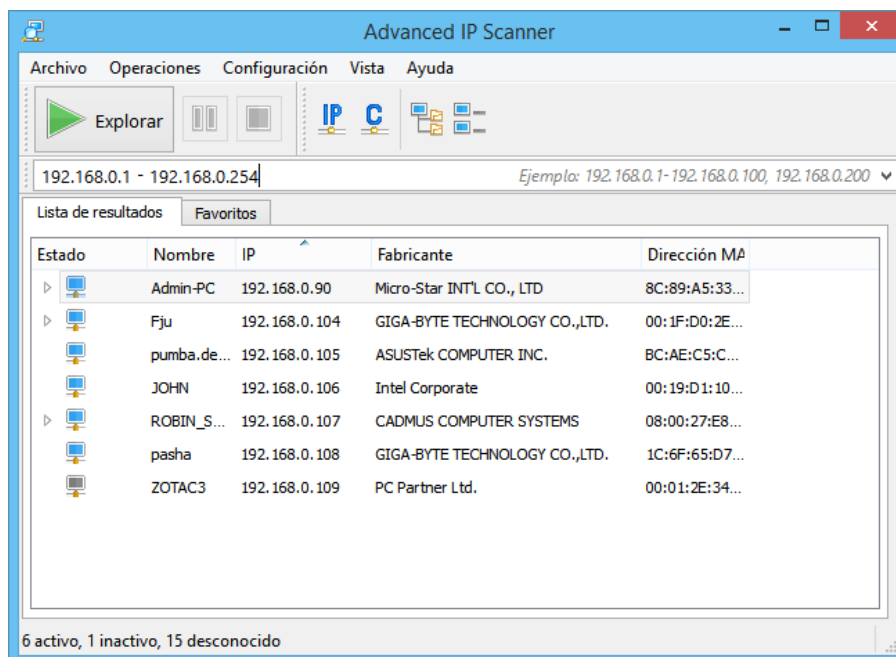 Advanced IP Scanner
Archivo Operaciones Configuración Vista Ayuda
Explorar IP C
192.168.0.1 - 192.168.0.254 Ejemplo: 192.168.0.1-192.168.0.100, 192.168.0.200
Lista de resultados Favoritos
Estado Nombre IP Fabricante Dirección MA
Admin-PC 192.168.0.90 Micro-Star INT'L CO., LTD 8C:89:A5:33...
Fju 192.168.0.104 GIGA-BYTE TECHNOLOGY CO.,LTD. 00:1F:D0:2E...
pumba.de... 192.168.0.105 ASUSTek COMPUTER INC. BC:AE:C5:C...
JOHN 192.168.0.106 Intel Corporate 00:19:D1:10...
ROBIN_S... 192.168.0.107 CADMUS COMPUTER SYSTEMS 08:00:27:E8...
pasha 192.168.0.108 GIGA-BYTE TECHNOLOGY CO.,LTD. 1C:6F:65:D7...
ZOTAC3 192.168.0.109 PC Partner Ltd. 00:01:2E:34...
6 activo, 1 inactivo, 15 desconocido